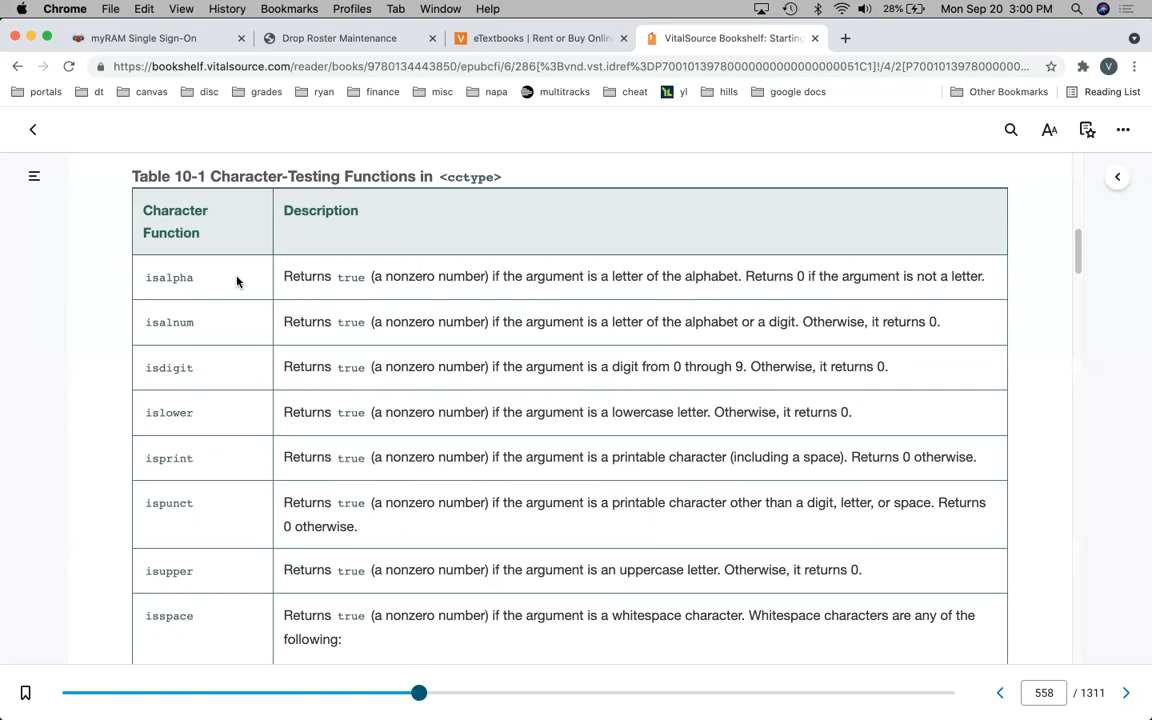 Chrome File Edit View History Bookmarks Profiles Tab Window Help 28% Mon Sep 20 3:00 PM
myRAM Single Sign-On Drop Roster Maintenance eTextbooks | Rent or Buy Onlin VitalSource Bookshelf: Starting
https://bookshelf.vitalsource.com/reader/books/9780134443850/epubcfi/6/286[%3Bvnd.vst.idref%3DP7001013978000000000000000051C1]!/4/2[P7001013978000000...
portals dt canvas disc grades ryan finance misc napa multitracks cheat yl hills google docs Other Bookmarks Reading List
Table 10-1 Character-Testing Functions in <cctype>
Character Description
Function
isalpha Returns true (a nonzero number) if the argument is a letter of the alphabet. Returns 0 if the argument is not a letter.
isalnum Returns true (a nonzero number) if the argument is a letter of the alphabet or a digit. Otherwise, it returns 0.
isdigit Returns true (a nonzero number) if the argument is a digit from 0 through 9. Otherwise, it returns 0.
islower Returns true (a nonzero number) if the argument is a lowercase letter. Otherwise, it returns 0.
isprint Returns true (a nonzero number) if the argument is a printable character (including a space). Returns 0 otherwise.
ispunct Returns true (a nonzero number) if the argument is a printable character other than a digit, letter, or space. Returns
0 otherwise.
isupper Returns true (a nonzero number) if the argument is an uppercase letter. Otherwise, it returns 0.
isspace Returns true (a nonzero number) if the argument is a whitespace character. Whitespace characters are any of the
following:
558 / 1311